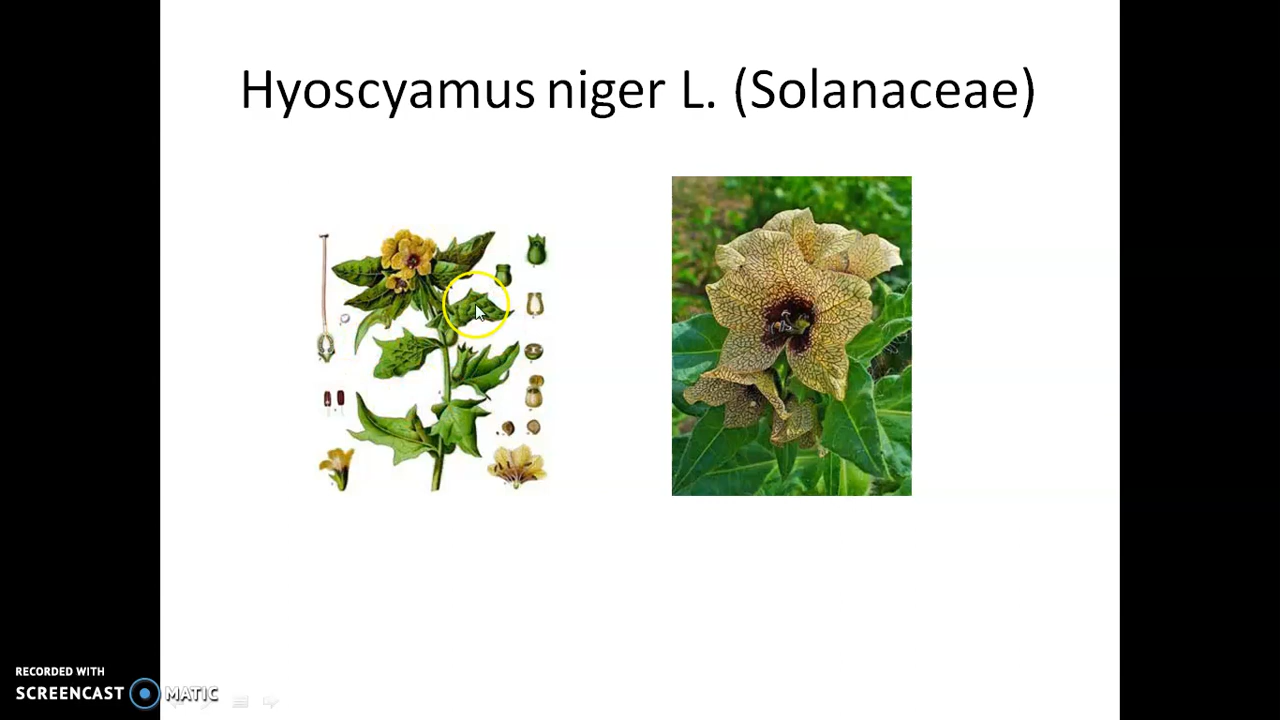 Hyoscyamus niger L. (Solanaceae)
RECORDED WITH
SCREENCAST MATIC